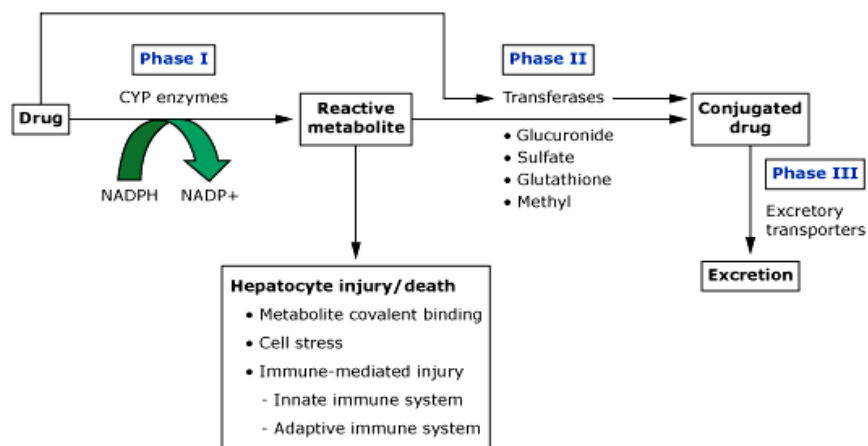 Phase I
Phase II
CYP enzymes
Transferases
Drug
Reactive
metabolite
Conjugated
drug
• Glucuronide
• Sulfate
• Glutathione
• Methyl
NADPH
NADP+
Phase III
Excretory
transporters
Excretion
Hepatocyte injury/death
• Metabolite covalent binding
• Cell stress
• Immune-mediated injury
- Innate immune system
- Adaptive immune system